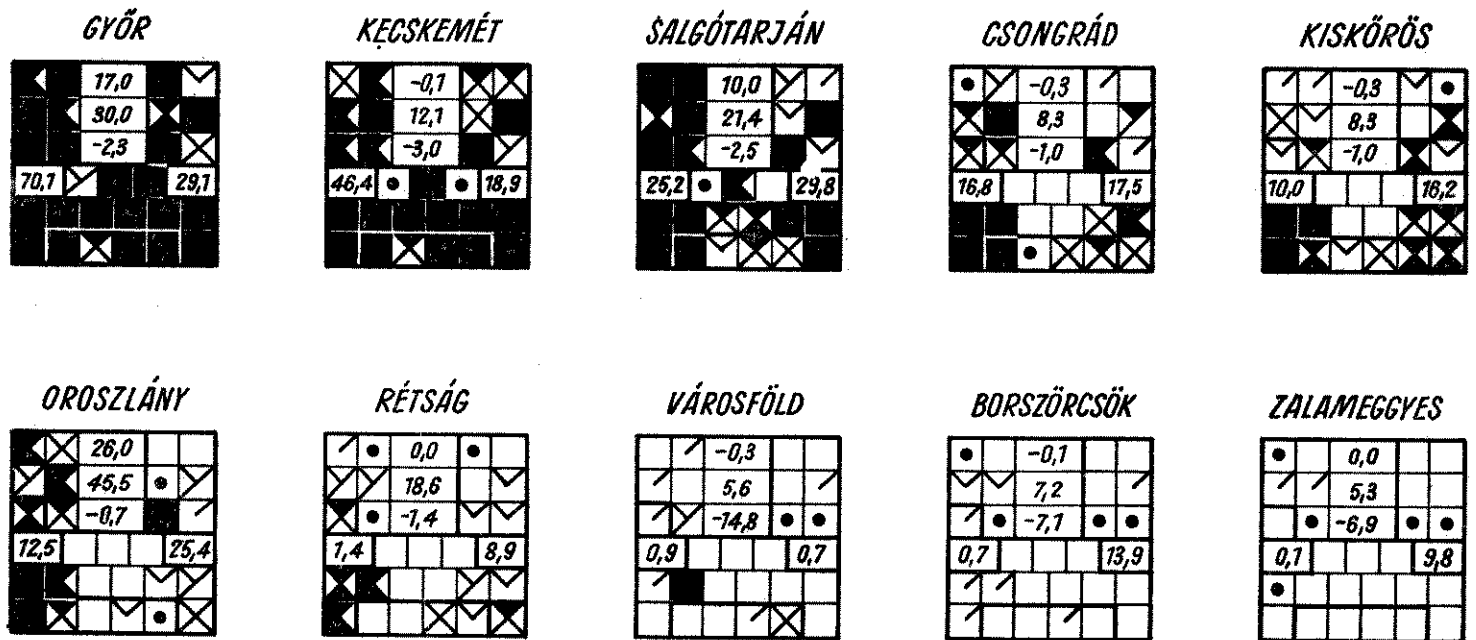 GYŐR KECSKEMÉT SALGÓTARJÁN CSONGRÁD KISKŐRÖS
17,0 -0,1 10,0 -0,3 -0,3
30,0 12,1 21,4 8,3 8,3
-2,3 -3,0 -2,5 -1,0 -1,0
70,1 29,1 46,4 18,9 25,2 29,8 16,8 17,5 10,0 16,2
OROSZLÁNY RÉTSÁG VÁROSFÖLD BORSZÖRCSÖK ZALAMEGGYES
26,0 0,0 -0,3 -0,1 0,0
45,5 18,6 5,6 7,2 5,3
-0,7 -1,4 -14,8 -7,1 -6,9
12,5 25,4 1,4 8,9 0,9 0,7 0,7 13,9 0,1 9,8